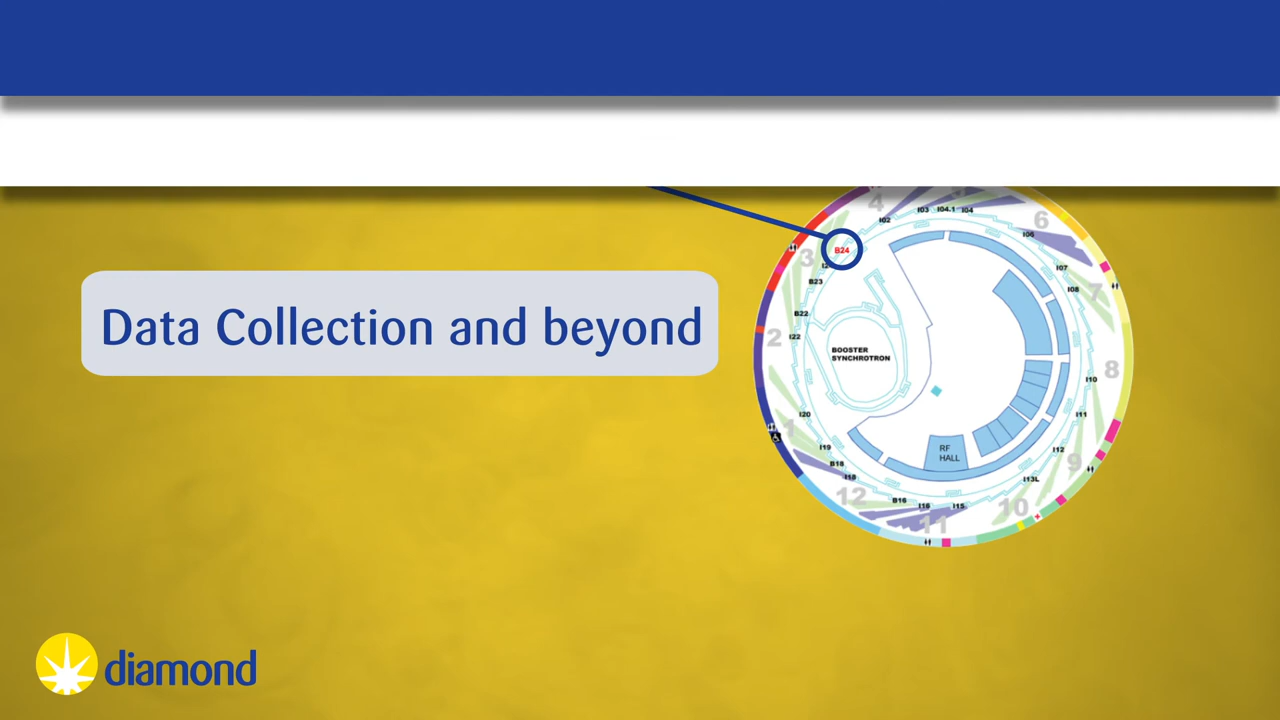 Data Collection and beyond
4
I02
I03
I04.1
I04
6
I06
B24
3
B23
I07
I08
7
B22
2
I22
BOOSTER
SYNCHROTRON
8
I10
I11
I20
1
I19
B18
I18
RF
HALL
I12
9
I13L
12
B16
I16
I15
10
11
diamond